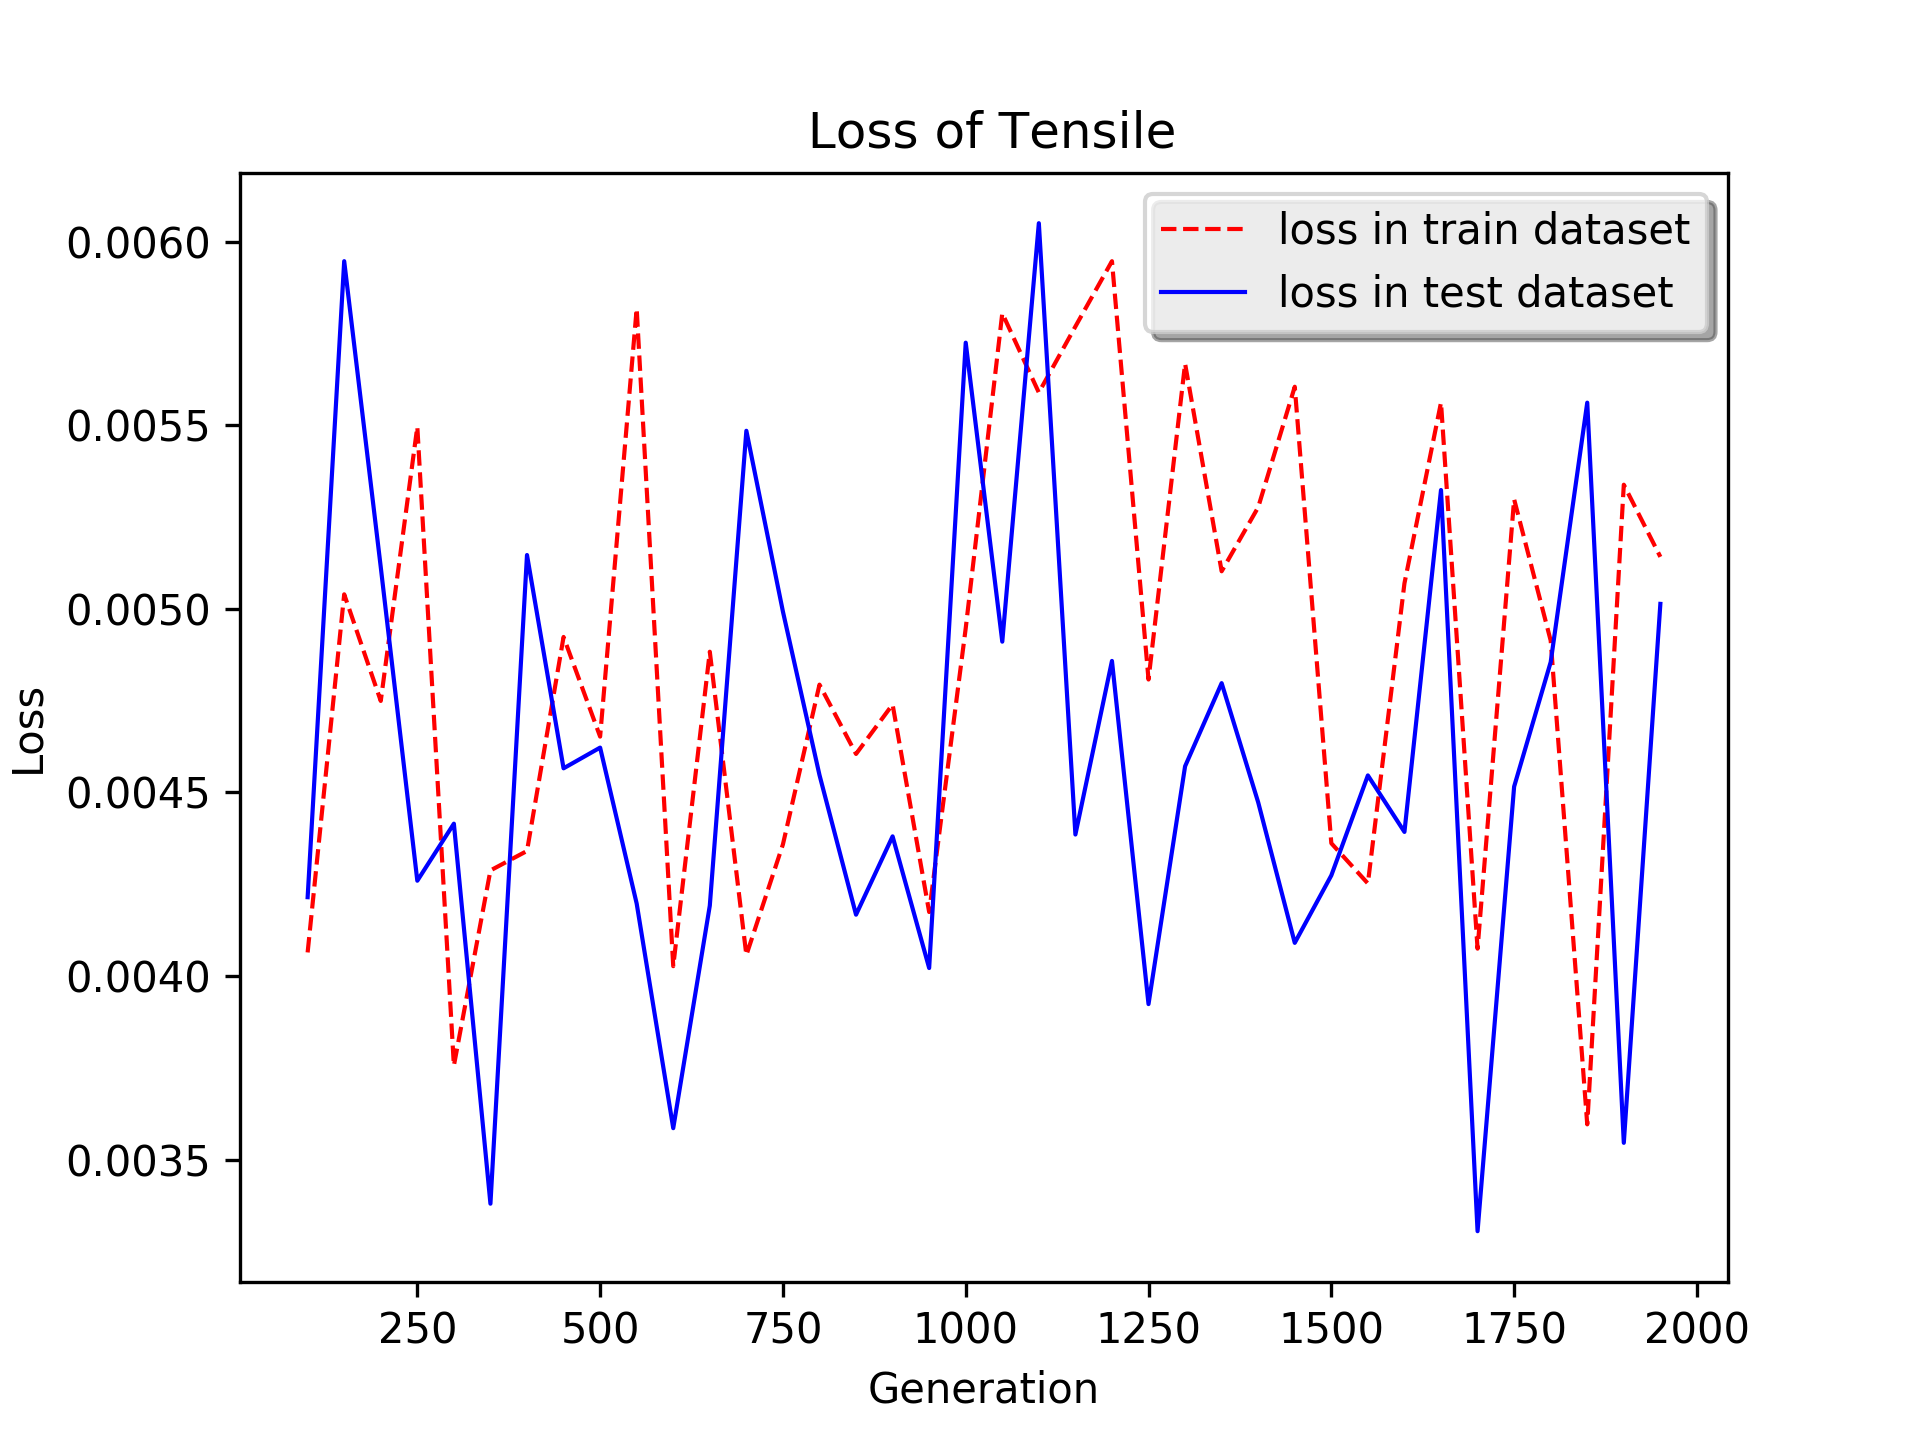 Loss of Tensile
loss in train dataset
loss in test dataset
0.0060
0.0055
0.0050
0.0045
0.0040
0.0035
Loss
250 500 750 1000 1250 1500 1750 2000
Generation